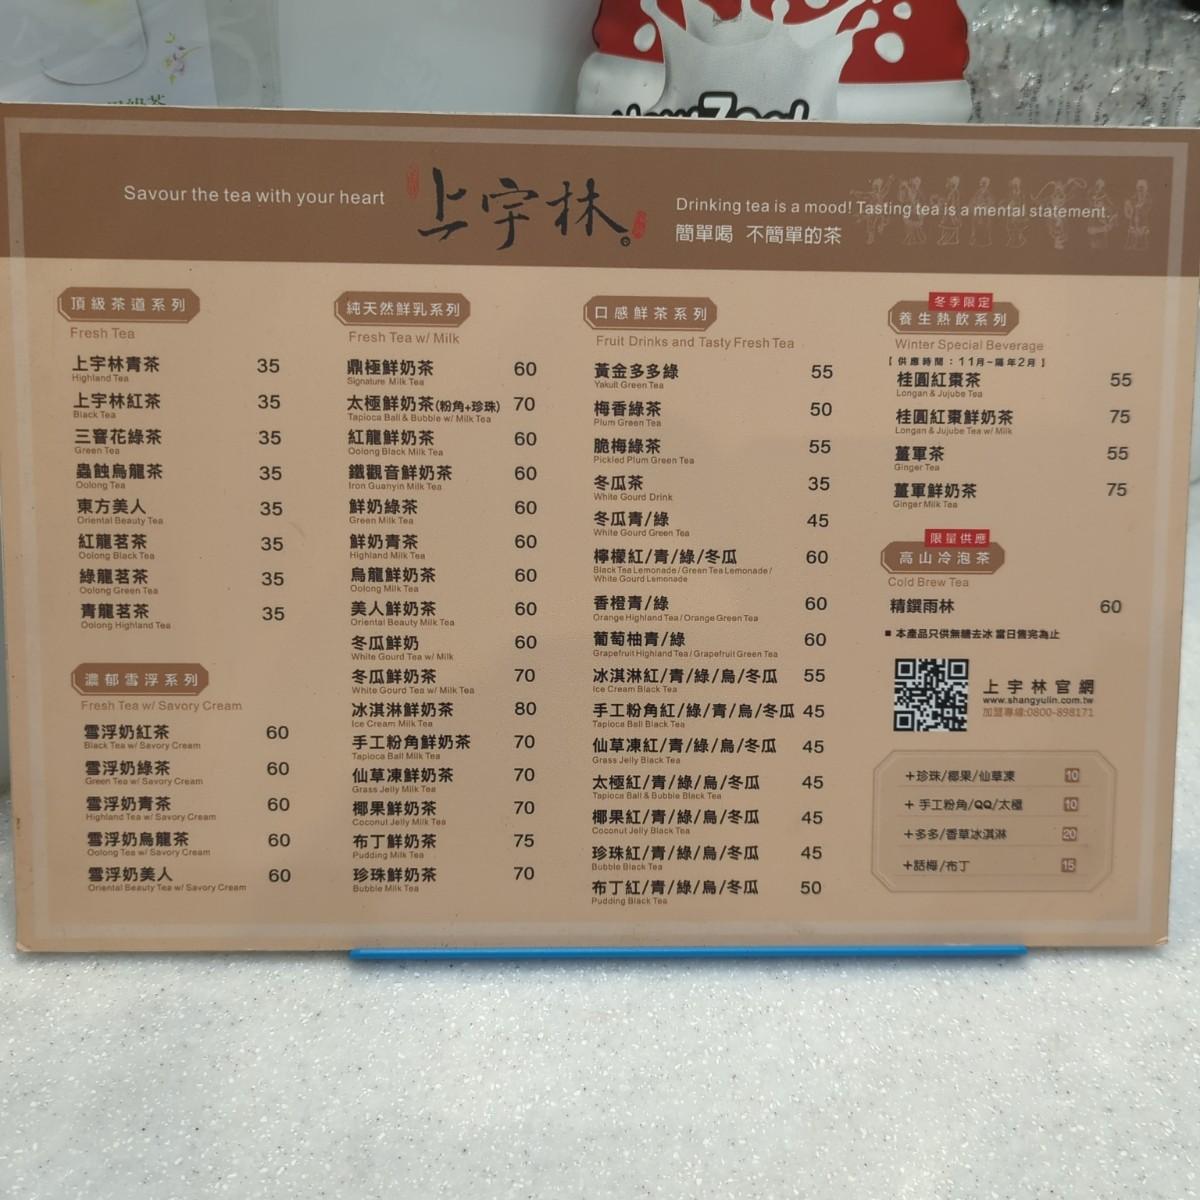 Savour the tea with your heart
上宇林
Drinking tea is a mood! Tasting tea is a mental statement.
簡單喝 不簡單的茶
頂級茶道系列
Fresh Tea
上宇林青茶 35
Highland Tea
上宇林紅茶 35
Black Tea
三窨花綠茶 35
Green Tea
蟲蝕烏龍茶 35
Oolong Tea
東方美人 35
Oriental Beauty Tea
紅龍茗茶 35
Oolong Black Tea
綠龍茗茶 35
Oolong Green Tea
青龍茗茶 35
Oolong Highland Tea
濃郁雪浮系列
Fresh Tea w/ Savory Cream
雪浮奶紅茶 60
Black Tea w/ Savory Cream
雪浮奶綠茶 60
Green Tea w/ Savory Cream
雪浮奶青茶 60
Highland Tea w/ Savory Cream
雪浮奶烏龍茶 60
Oolong Tea w/ Savory Cream
雪浮奶美人 60
Oriental Beauty Tea w/ Savory Cream
純天然鮮乳系列
Fresh Tea w/ Milk
鼎極鮮奶茶 60
Signature Milk Tea
太極鮮奶茶(粉角+珍珠) 70
Tapioca Ball & Bubble w/ Milk Tea
紅龍鮮奶茶 60
Oolong Black Milk Tea
鐵觀音鮮奶茶 60
Iron Guanyin Milk Tea
鮮奶綠茶 60
Green Milk Tea
鮮奶青茶 60
Highland Milk Tea
烏龍鮮奶茶 60
Oolong Milk Tea
美人鮮奶茶 60
Oriental Beauty Milk Tea
冬瓜鮮奶 60
White Gourd Tea w/ Milk
冬瓜鮮奶茶 70
White Gourd Tea w/ Milk Tea
冰淇淋鮮奶茶 80
Ice Cream Milk Tea
手工粉角鮮奶茶 70
Tapioca Ball Milk Tea
仙草凍鮮奶茶 70
Grass Jelly Milk Tea
椰果鮮奶茶 70
Coconut Jelly Milk Tea
布丁鮮奶茶 75
Pudding Milk Tea
珍珠鮮奶茶 70
Bubble Milk Tea
口感鮮茶系列
Fruit Drinks and Tasty Fresh Tea
黃金多多綠 55
Yakult Green Tea
梅香綠茶 50
Plum Green Tea
脆梅綠茶 55
Pickled Plum Green Tea
冬瓜茶 35
White Gourd Drink
冬瓜青/綠 45
White Gourd Green Tea
檸檬紅/青/綠/冬瓜 60
Black Tea Lemonade / Green Tea Lemonade /
White Gourd Lemonade
香橙青/綠 60
Orange Highland Tea / Orange Green Tea
葡萄柚青/綠 60
Grapefruit Highland Tea / Grapefruit Green Tea
冰淇淋紅/青/綠/烏/冬瓜 55
Ice Cream Black Tea
手工粉角紅/綠/青/烏/冬瓜 45
Tapioca Ball Black Tea
仙草凍紅/青/綠/烏/冬瓜 45
Grass Jelly Black Tea
太極紅/青/綠/烏/冬瓜 45
Tapioca Ball & Bubble Black Tea
椰果紅/青/綠/烏/冬瓜 45
Coconut Jelly Black Tea
珍珠紅/青/綠/烏/冬瓜 45
Bubble Black Tea
布丁紅/青/綠/烏/冬瓜 50
Pudding Black Tea
冬季限定
養生熱飲系列
Winter Special Beverage
【供應時間：11月~隔年2月】
桂圓紅棗茶 55
Longan & Jujube Tea
桂圓紅棗鮮奶茶 75
Longan & Jujube Tea w/ Milk
薑軍茶 55
Ginger Tea
薑軍鮮奶茶 75
Ginger Milk Tea
限量供應
高山冷泡茶
Cold Brew Tea
精饌雨林 60
■ 本產品只供無糖去冰 當日售完為止
上宇林官網
www.shangyulin.com.tw
加盟專線:0800-898171
+珍珠/椰果/仙草凍 10
+ 手工粉角/QQ/太極 10
+多多/香草冰淇淋 20
+話梅/布丁 15